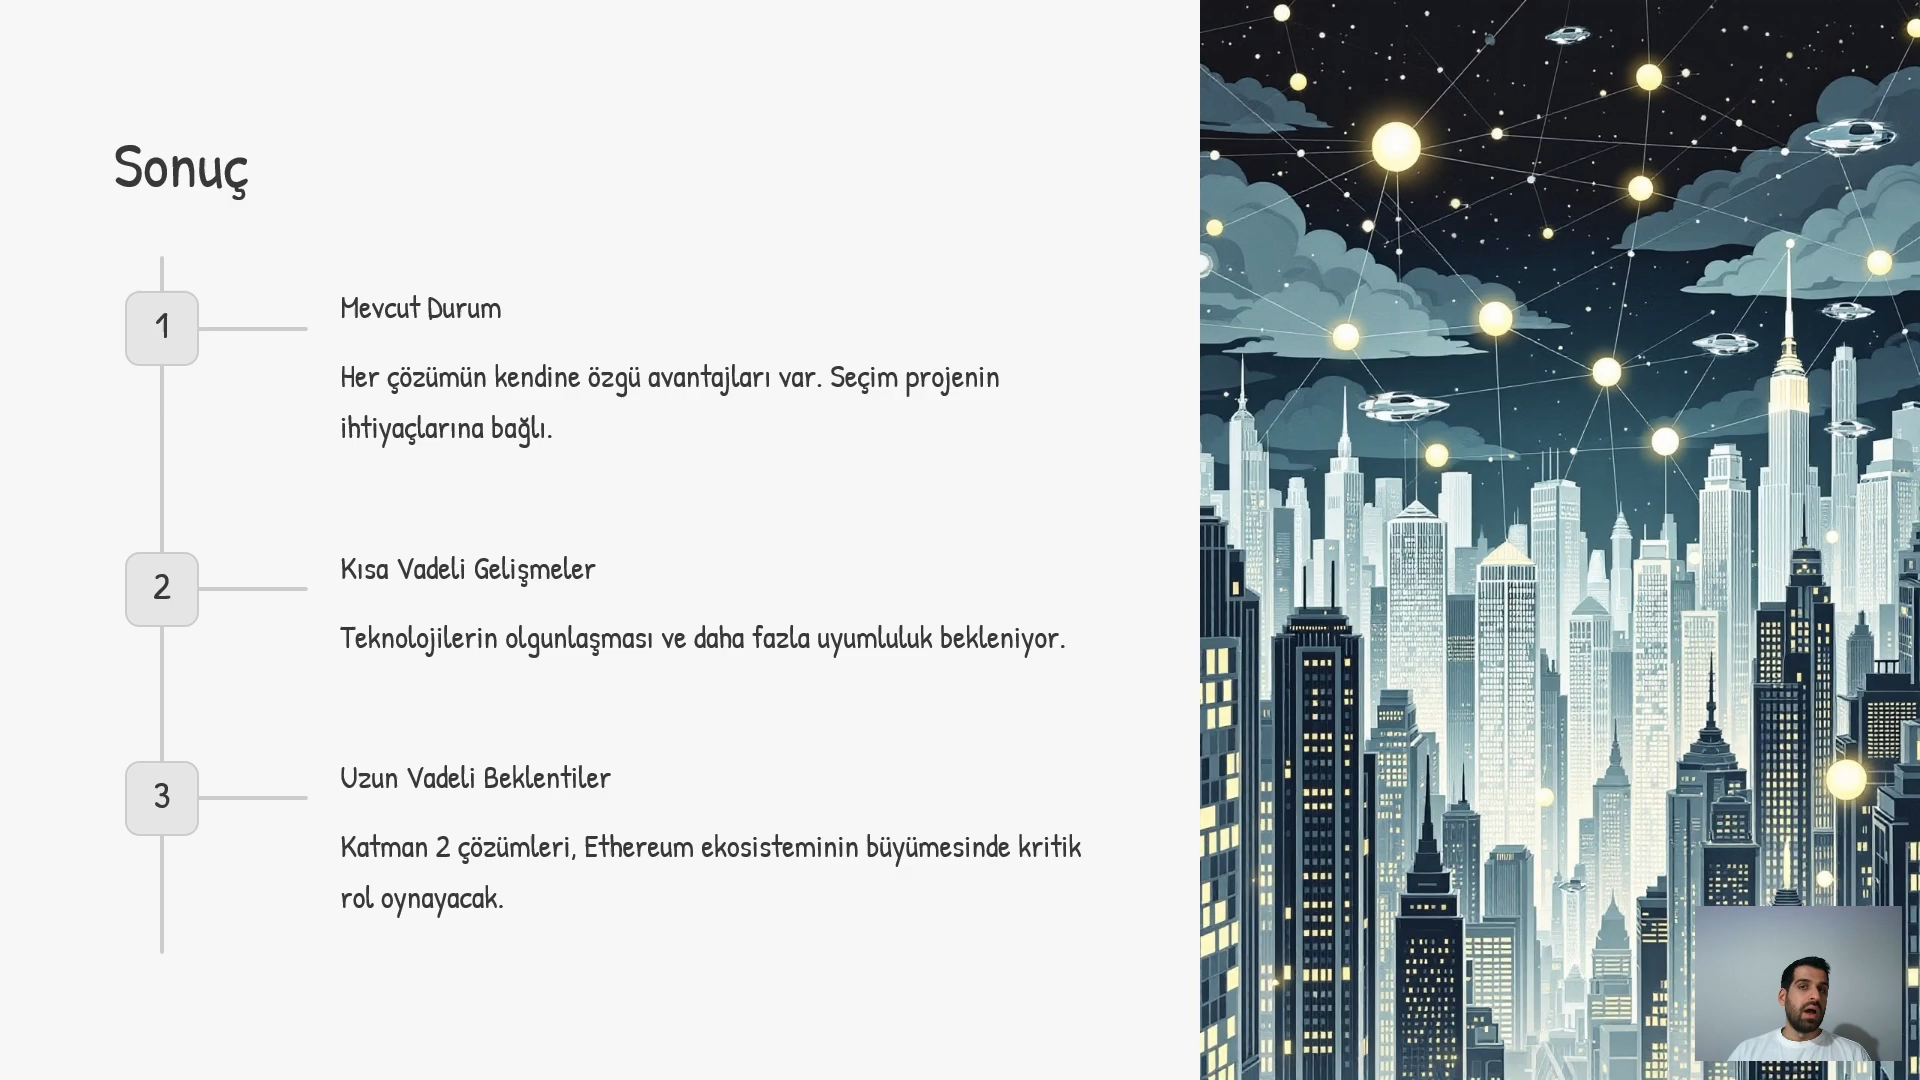 Sonuç
1
Mevcut Durum
Her çözümün kendine özgü avantajları var. Seçim projenin
ihtiyaçlarına bağlı.
2
Kısa Vadeli Gelişmeler
Teknolojilerin olgunlaşması ve daha fazla uyumluluk bekleniyor.
3
Uzun Vadeli Beklentiler
Katman 2 çözümleri, Ethereum ekosisteminin büyümesinde kritik
rol oynayacak.